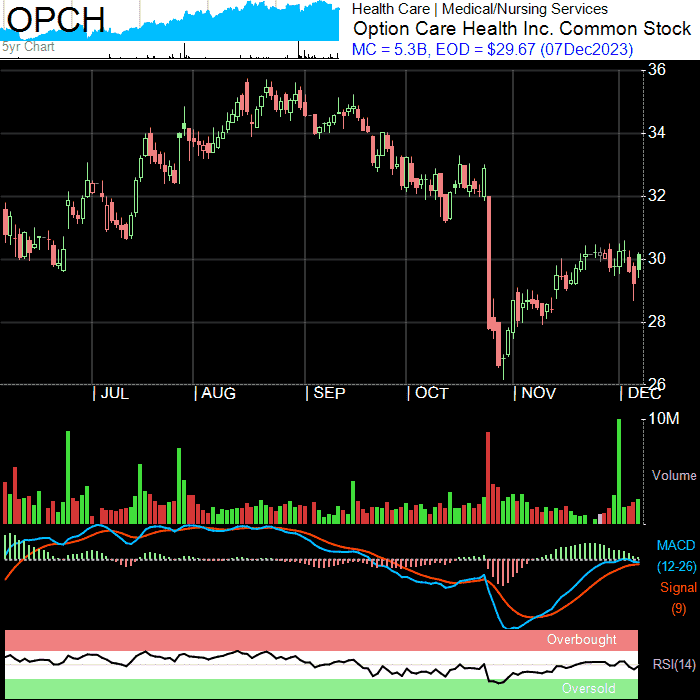 OPCH
5yr Chart
Health Care | Medical/Nursing Services
Option Care Health Inc. Common Stock
MC = 5.3B, EOD = $29.67 (07Dec2023)
36
34
32
30
28
26
| JUL | AUG | SEP | OCT | NOV | DEC
10M
Volume
MACD
(12-26)
Signal
(9)
Overbought
RSI(14)
Oversold